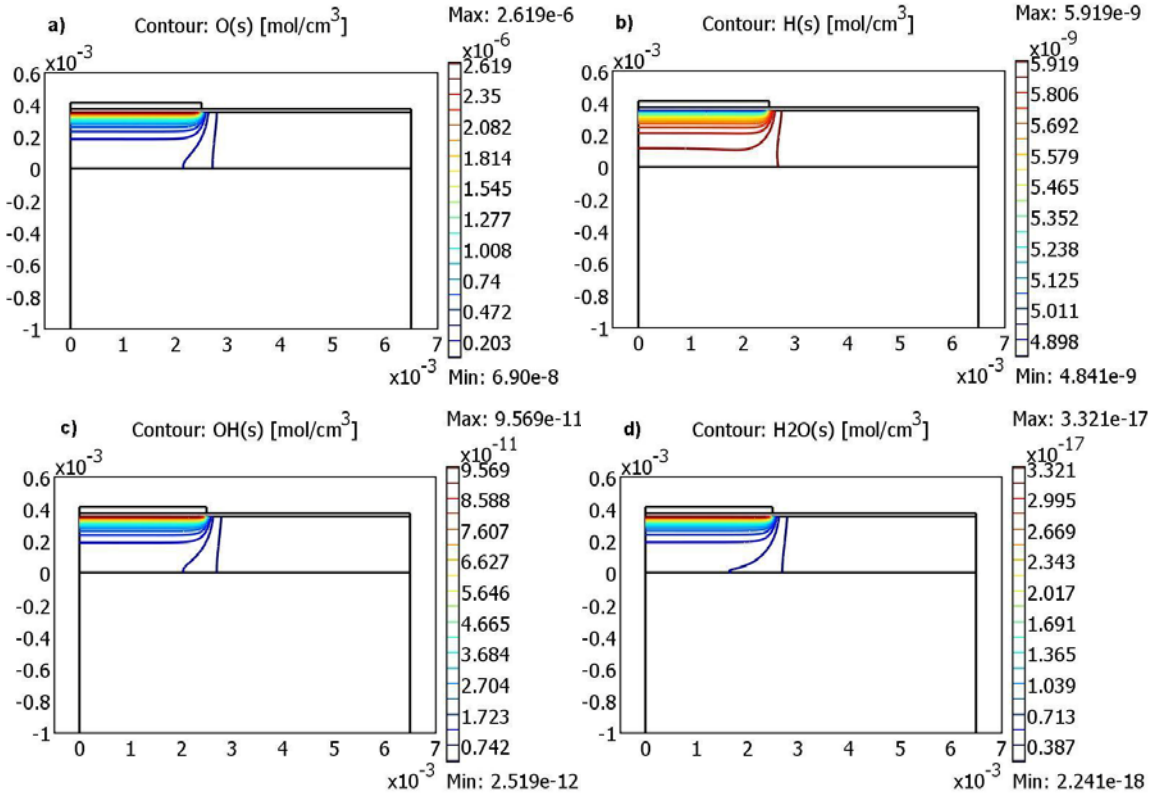 a)
Contour: O(s) [mol/cm³]
Max: 2.619e-6
x10⁻³
x10⁻⁶
0.6
0.4
0.2
0
-0.2
-0.4
-0.6
-0.8
-1
0 1 2 3 4 5 6 7
x10⁻³
2.619
2.35
2.082
1.814
1.545
1.277
1.008
0.74
0.472
0.203
Min: 6.90e-8
b)
Contour: H(s) [mol/cm³]
Max: 5.919e-9
x10⁻³
x10⁻⁹
0.6
0.4
0.2
0
-0.2
-0.4
-0.6
-0.8
-1
0 1 2 3 4 5 6 7
x10⁻³
5.919
5.806
5.692
5.579
5.465
5.352
5.238
5.125
5.011
4.898
Min: 4.841e-9
c)
Contour: OH(s) [mol/cm³]
Max: 9.569e-11
x10⁻³
x10⁻¹¹
0.6
0.4
0.2
0
-0.2
-0.4
-0.6
-0.8
-1
0 1 2 3 4 5 6 7
x10⁻³
9.569
8.588
7.607
6.627
5.646
4.665
3.684
2.704
1.723
0.742
Min: 2.519e-12
d)
Contour: H2O(s) [mol/cm³]
Max: 3.321e-17
x10⁻³
x10⁻¹⁷
0.6
0.4
0.2
0
-0.2
-0.4
-0.6
-0.8
-1
0 1 2 3 4 5 6 7
x10⁻³
3.321
2.995
2.669
2.343
2.017
1.691
1.365
1.039
0.713
0.387
Min: 2.241e-18